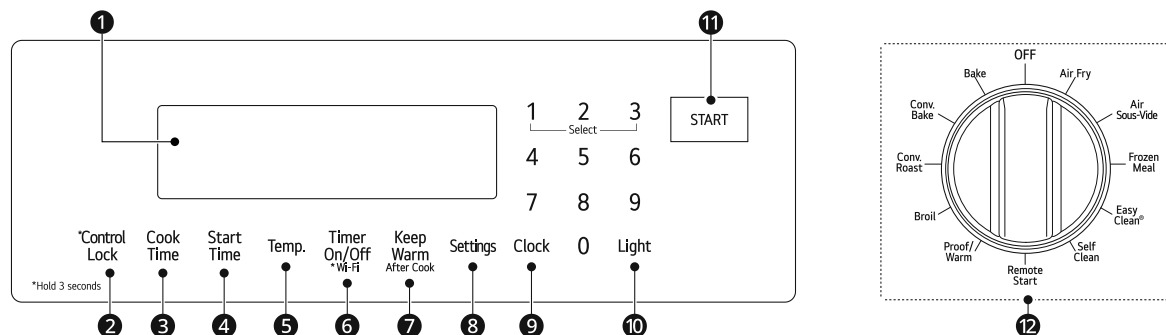 1
11
1 2 3
Select
START
4 5 6
7 8 9
0
*Control
Lock
Cook
Time
Start
Time
Temp.
Timer
On/Off
*Wi-Fi
Keep
Warm
After Cook
Settings
Clock
Light
*Hold 3 seconds
2
3
4
5
6
7
8
9
10
OFF
Air Fry
Air
Sous-Vide
Frozen
Meal
Easy
Clean®
Self
Clean
Remote
Start
Proof/
Warm
Broil
Conv.
Roast
Conv.
Bake
Bake
12